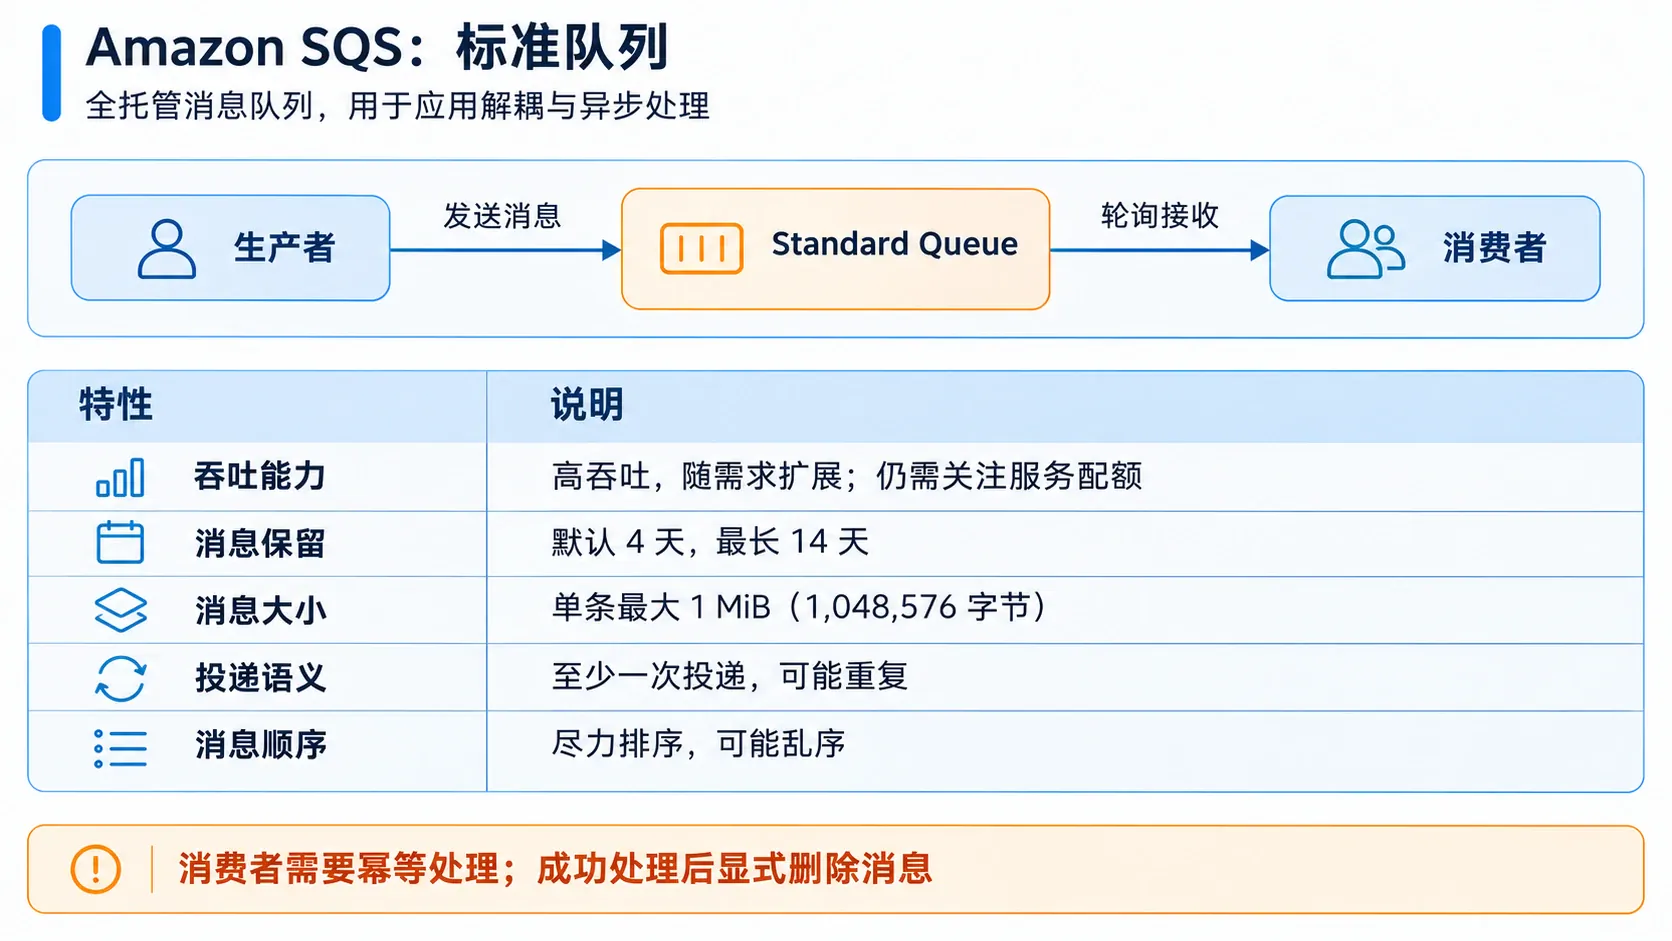 Amazon SQS：标准队列
全托管消息队列，用于应用解耦与异步处理
生产者
发送消息
Standard Queue
轮询接收
消费者
特性 说明
吞吐能力 高吞吐，随需求扩展；仍需关注服务配额
消息保留 默认 4 天，最长 14 天
消息大小 单条最大 1 MiB（1,048,576 字节）
投递语义 至少一次投递，可能重复
消息顺序 尽力排序，可能乱序
消费者需要幂等处理；成功处理后显式删除消息